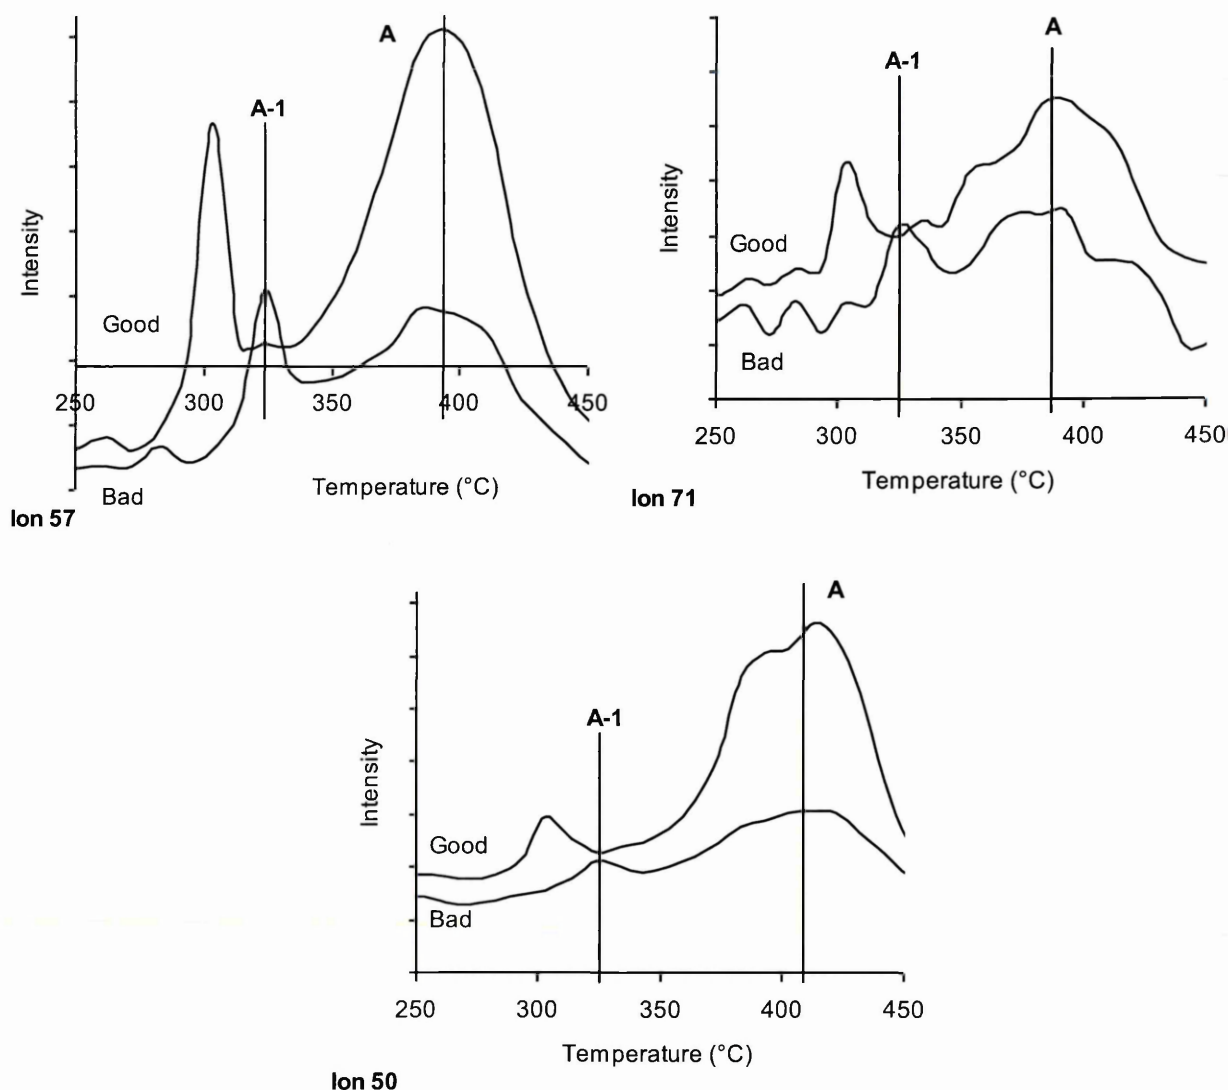 A
A-1
Intensity
Good
250 300 350 400 450
Bad
Temperature (°C)
Ion 57
A
A-1
Intensity
Good
Bad
250 300 350 400 450
Temperature (°C)
Ion 71
A
A-1
Intensity
Good
Bad
250 300 350 400 450
Temperature (°C)
Ion 50